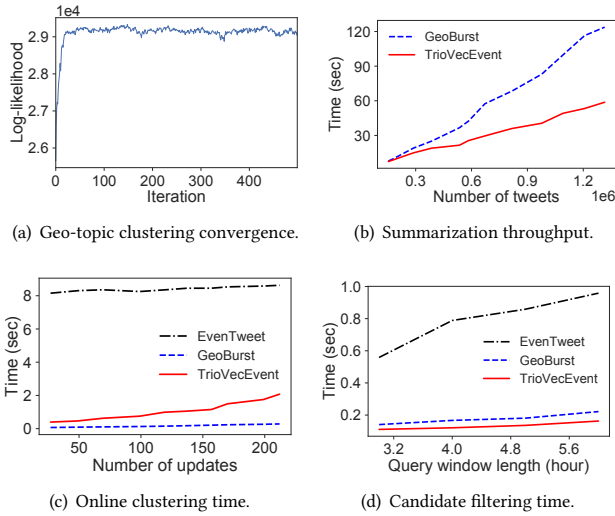 1e4
Log-likelihood
2.9
2.8
2.7
2.6
0
200
400
Iteration
(a) Geo-topic clustering convergence.
Time (sec)
120
90
60
30
GeoBurst
TrioVecEvent
0.3
0.6
0.9
1.2
1e6
Number of tweets
(b) Summarization throughput.
Time (sec)
8
6
4
2
0
EvenTweet
GeoBurst
TrioVecEvent
50
100
150
200
Number of updates
(c) Online clustering time.
Time (sec)
1.0
0.8
0.6
0.4
0.2
EvenTweet
GeoBurst
TrioVecEvent
3.2
4.0
4.8
5.6
Query window length (hour)
(d) Candidate filtering time.